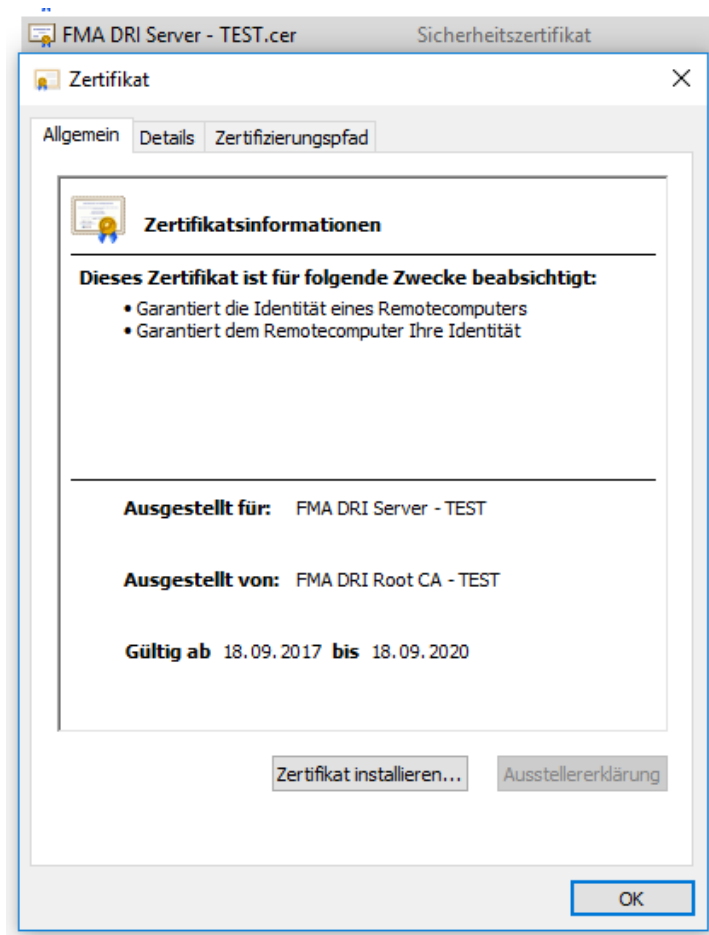 FMA DRI Server - TEST.cer Sicherheitszertifikat
Zertifikat
Allgemein Details Zertifizierungspfad
Zertifikatsinformationen
Dieses Zertifikat ist für folgende Zwecke beabsichtigt:
• Garantiert die Identität eines Remotecomputers
• Garantiert dem Remotecomputer Ihre Identität
Ausgestellt für: FMA DRI Server - TEST
Ausgestellt von: FMA DRI Root CA - TEST
Gültig ab 18.09.2017 bis 18.09.2020
Zertifikat installieren... Ausstellererklärung
OK